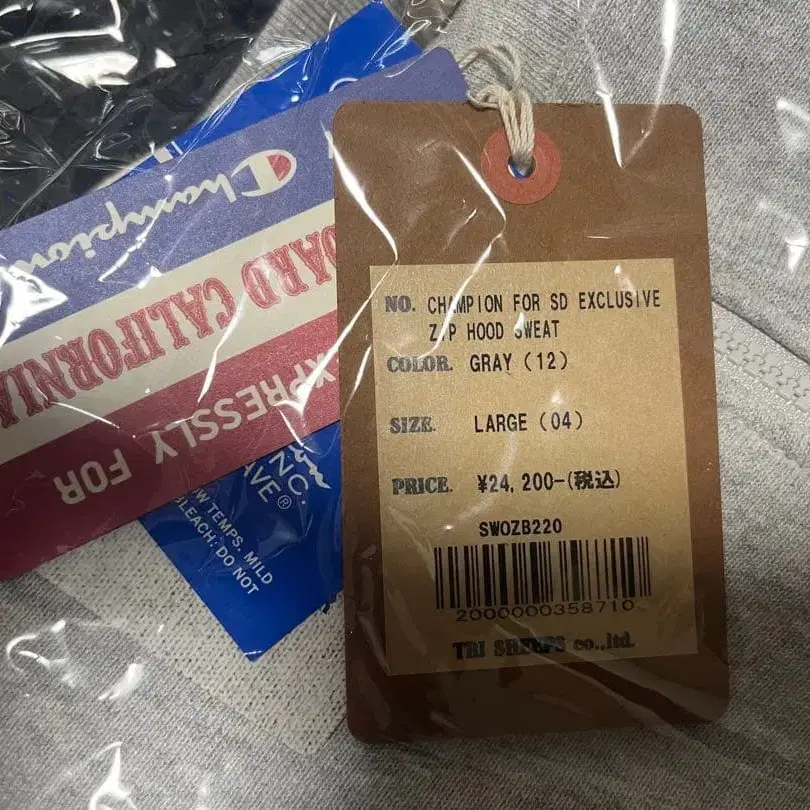 Champion
DARD CALIFORNIA
XPRESSLY FOR
INC.
AVE®
W TEMPS. MILD
BLEACH: DO NOT
NO. CHAMPION FOR SD EXCLUSIVE
ZIP HOOD SWEAT
COLOR. GRAY (12)
SIZE. LARGE (04)
PRICE. ¥24,200-(税込)
SWOZB220
2000000358710
TRI SHEEPS co.,ltd.